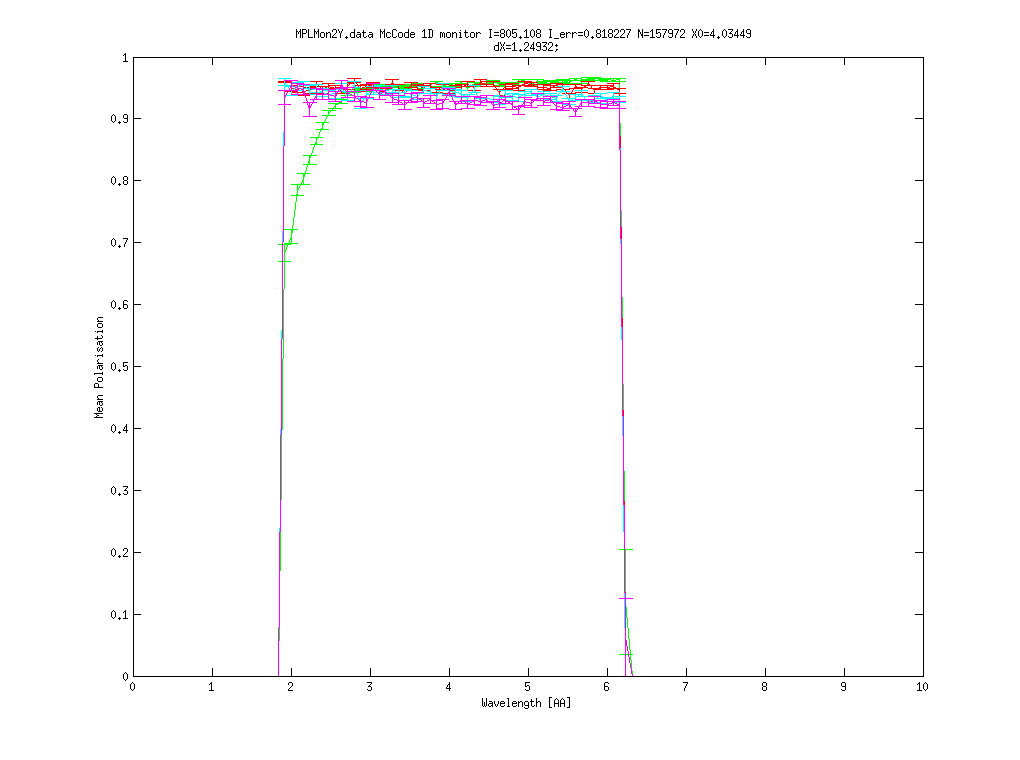 MPLMon2Y.data McCode 1D monitor I=805.108 I_err=0.818227 N=157972 X0=4.03449
dX=1.24932;
1
0.9
0.8
0.7
0.6
0.5
0.4
0.3
0.2
0.1
0
Mean Polarisation
0 1 2 3 4 5 6 7 8 9 10
Wavelength [AA]